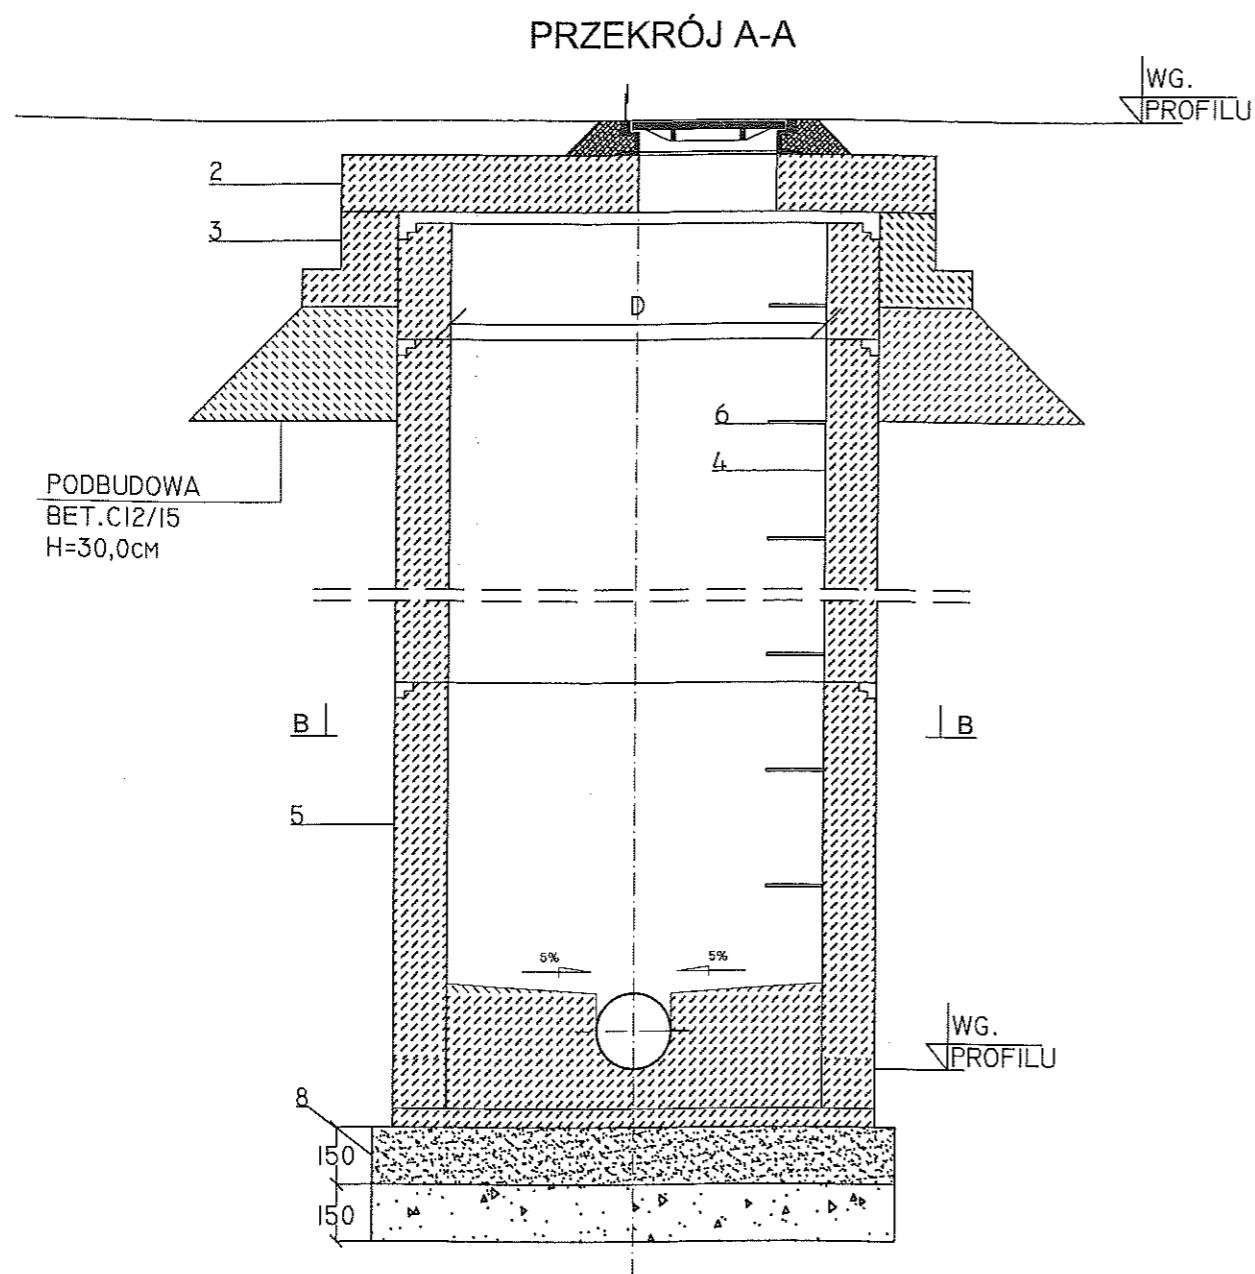 PRZEKRÓJ A-A
WG.
PROFILU
2
3
D
6
4
PODBUDOWA
BET.C12/15
H=30,0CM
B
B
5
5%
5%
WG.
PROFILU
8
150
150